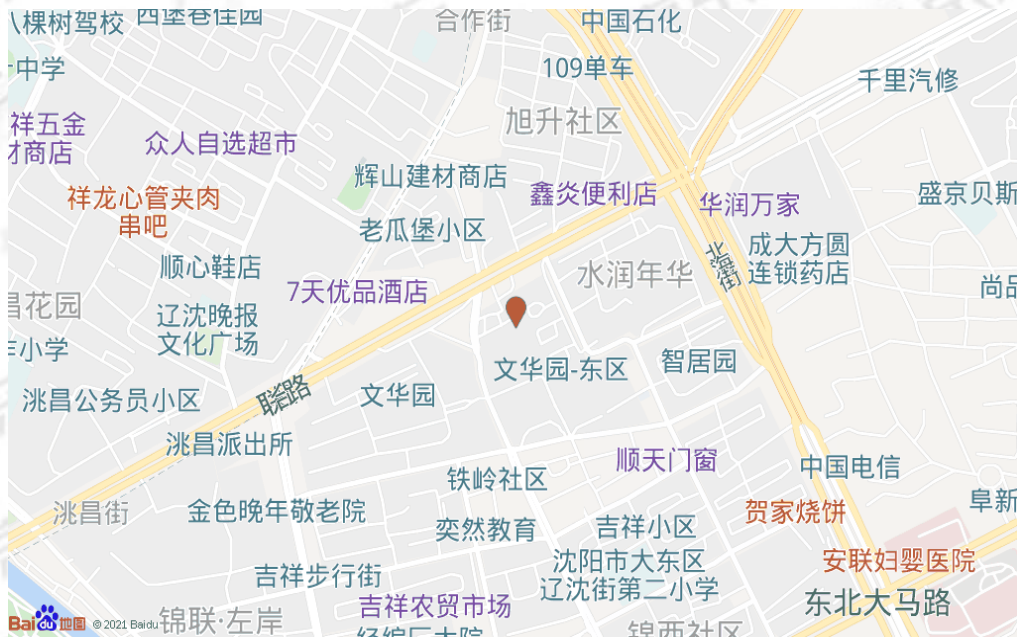 八棵树驾校
西堡巷佳园
合作街
中国石化
中学
109单车
千里汽修
祥五金
材商店
众人自选超市
旭升社区
辉山建材商店
鑫炎便利店
华润万家
盛京贝斯
祥龙心管夹肉
串吧
老瓜堡小区
北海街
成大方圆
连锁药店
顺心鞋店
水润年华
7天优品酒店
尚品
昌花园
辽沈晚报
文化广场
小学
文华园-东区
智居园
洮昌公务员小区
联路
文华园
洮昌派出所
顺天门窗
中国电信
铁岭社区
洮昌街
金色晚年敬老院
贺家烧饼
阜新
奕然教育
吉祥小区
沈阳市大东区
辽沈街第二小学
安联妇婴医院
吉祥步行街
吉祥农贸市场
东北大马路
锦联·左岸
锦西社区
Bai du 地图 © 2021 Baidu